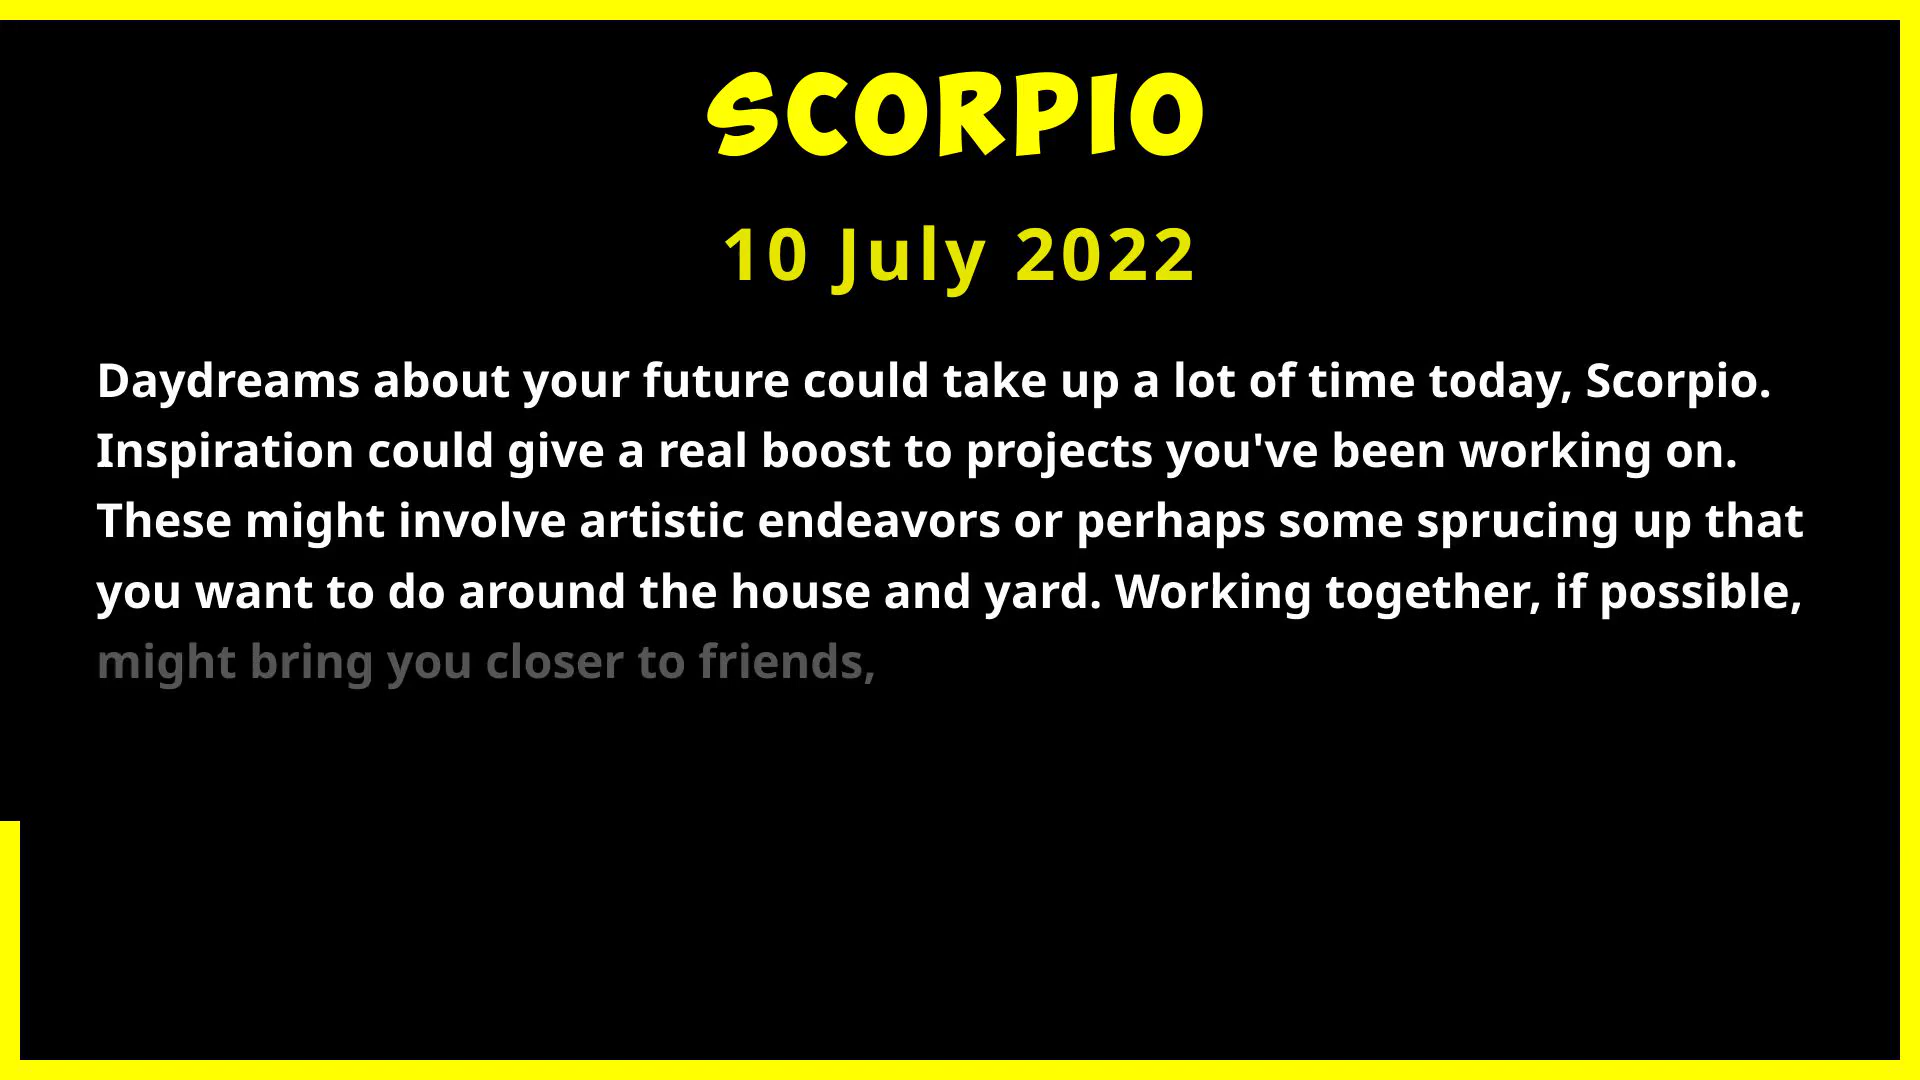 SCORPIO
10 July 2022
Daydreams about your future could take up a lot of time today, Scorpio.
Inspiration could give a real boost to projects you've been working on.
These might involve artistic endeavors or perhaps some sprucing up that
you want to do around the house and yard. Working together, if possible,
might bring you closer to friends,